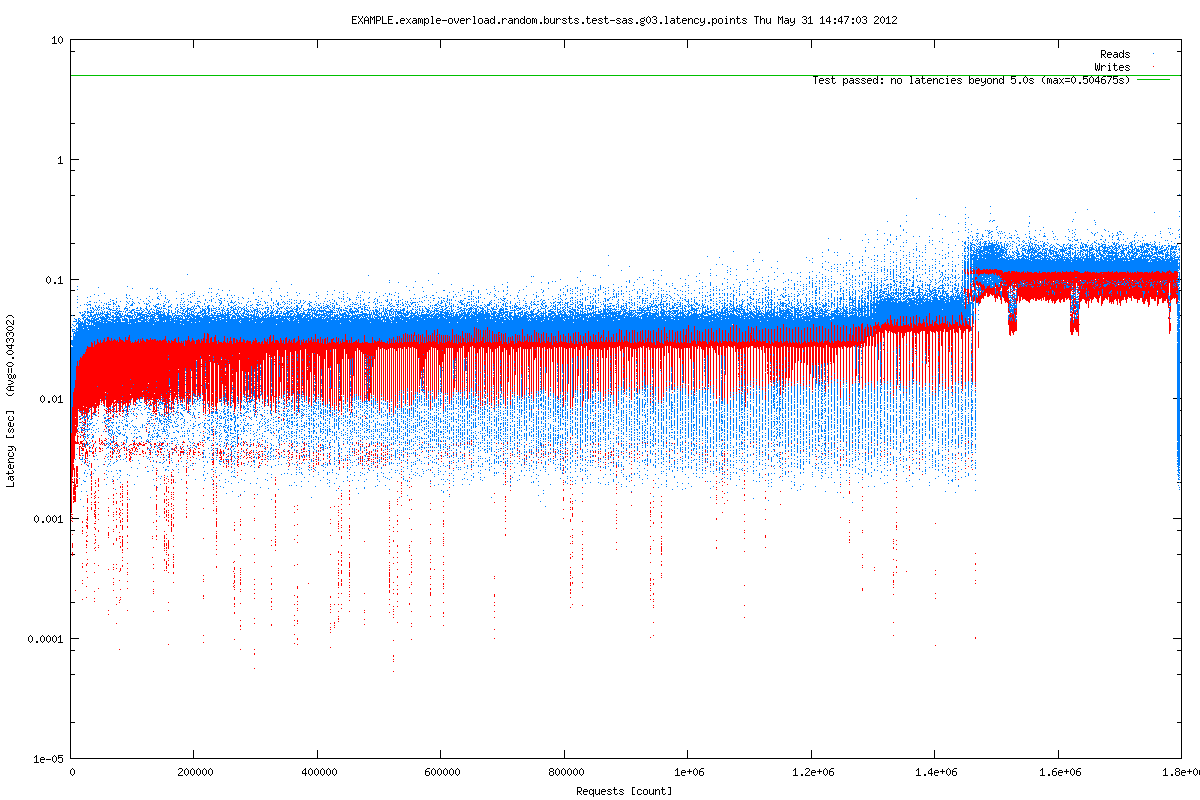 EXAMPLE.example-overload.random.bursts.test-sas.g03.latency.points Thu May 31 14:47:03 2012
10
Reads
Writes
Test passed: no latencies beyond 5.0s (max=0.504675s)
1
0.1
0.01
0.001
0.0001
1e-05
Latency [sec] (Avg=0.043302)
0 200000 400000 600000 800000 1e+06 1.2e+06 1.4e+06 1.6e+06 1.8e+0
Requests [count]